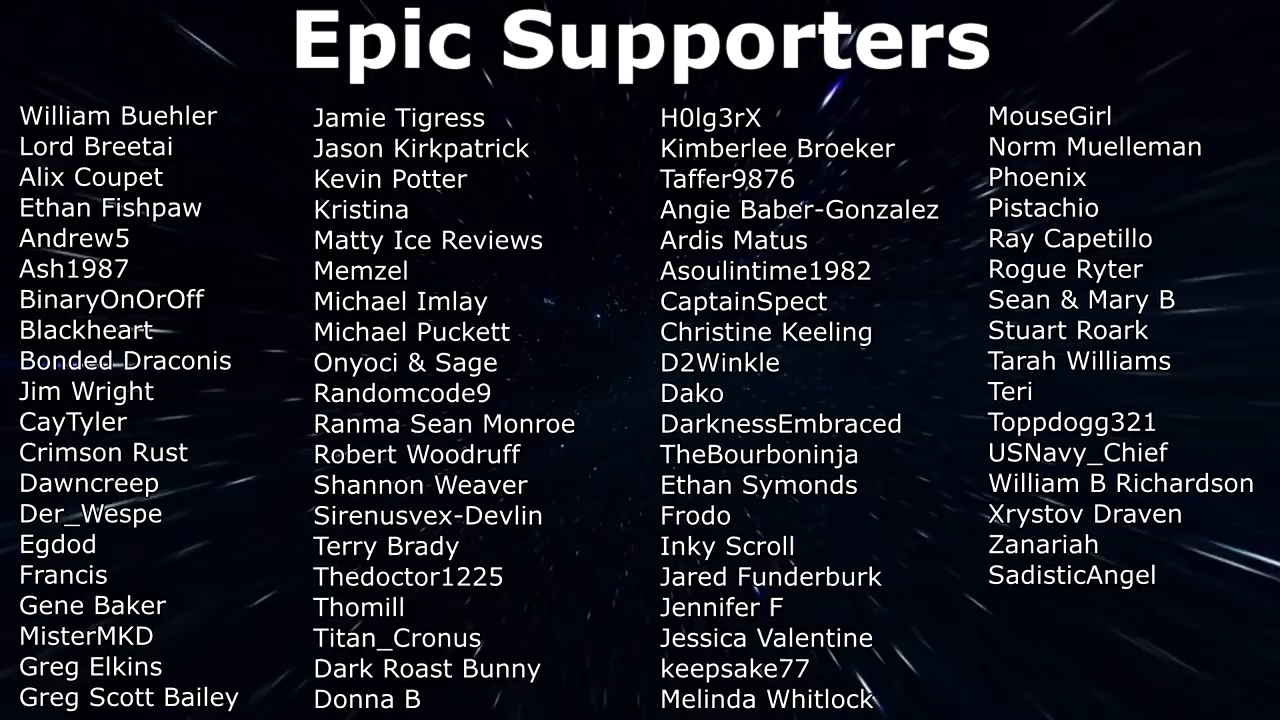 Epic Supporters
William Buehler
Lord Breetai
Alix Coupet
Ethan Fishpaw
Andrew5
Ash1987
BinaryOnOrOff
Blackheart
Bonded Draconis
Jim Wright
CayTyler
Crimson Rust
Dawncreep
Der_Wespe
Egdod
Francis
Gene Baker
MisterMKD
Greg Elkins
Greg Scott Bailey
Jamie Tigress
Jason Kirkpatrick
Kevin Potter
Kristina
Matty Ice Reviews
Memzel
Michael Imlay
Michael Puckett
Onyoci & Sage
Randomcode9
Ranma Sean Monroe
Robert Woodruff
Shannon Weaver
Sirenusvex-Devlin
Terry Brady
Thedoctor1225
Thomill
Titan_Cronus
Dark Roast Bunny
Donna B
H0lg3rX
Kimberlee Broeker
Taffer9876
Angie Baber-Gonzalez
Ardis Matus
Asoulintime1982
CaptainSpect
Christine Keeling
D2Winkle
Dako
DarknessEmbraced
TheBourboninja
Ethan Symonds
Frodo
Inky Scroll
Jared Funderburk
Jennifer F
Jessica Valentine
keepsake77
Melinda Whitlock
MouseGirl
Norm Muelleman
Phoenix
Pistachio
Ray Capetillo
Rogue Ryter
Sean & Mary B
Stuart Roark
Tarah Williams
Teri
Toppdogg321
USNavy_Chief
William B Richardson
Xrystov Draven
Zanariah
SadisticAngel